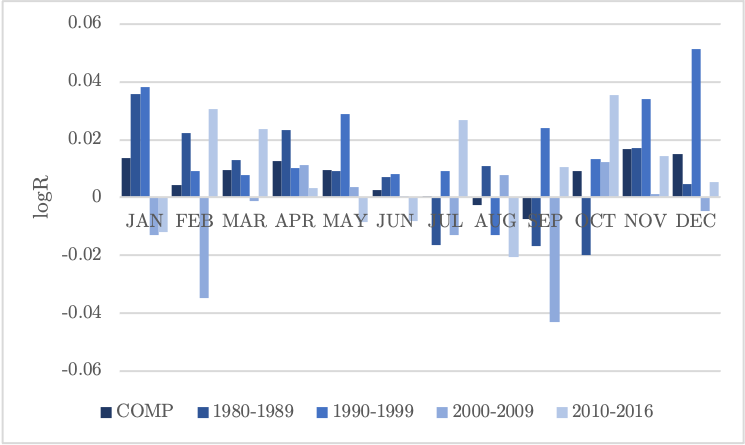 0.06
0.04
0.02
0
-0.02
-0.04
-0.06
logR
JAN FEB MAR APR MAY JUN JUL AUG SEP OCT NOV DEC
COMP 1980-1989 1990-1999 2000-2009 2010-2016